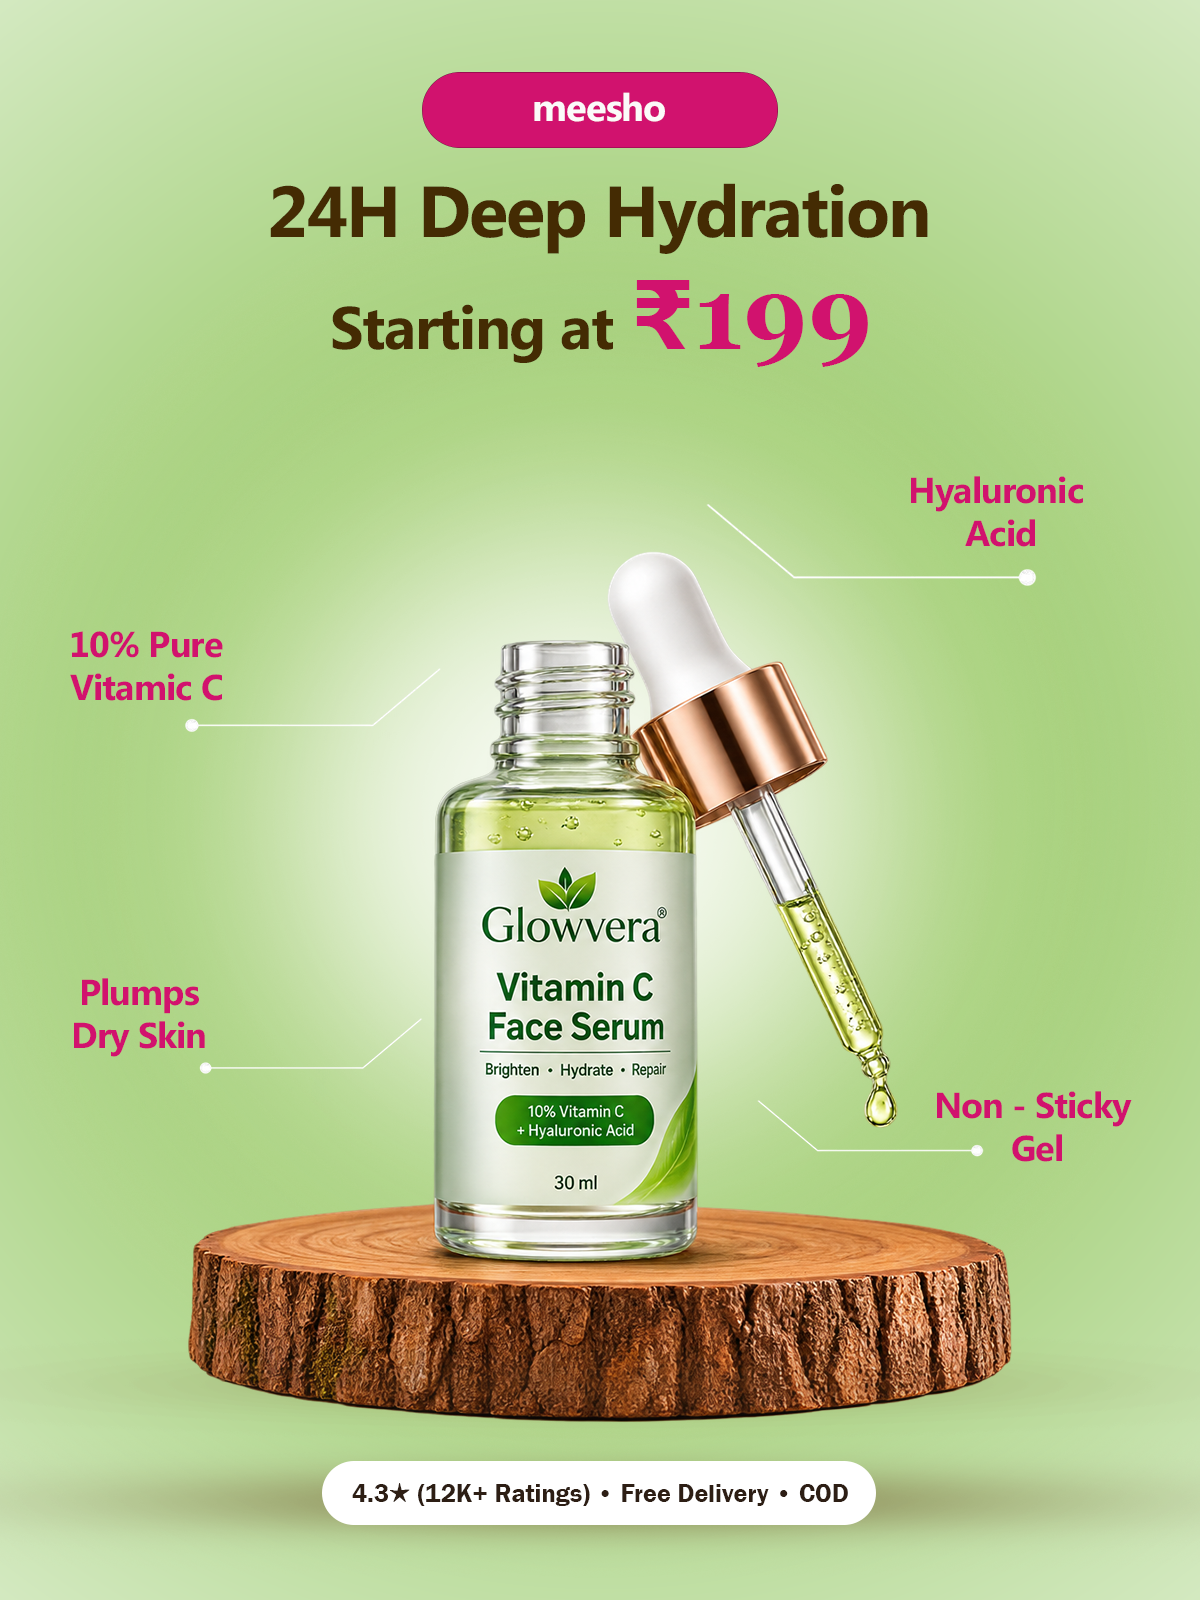 meesho
24H Deep Hydration
Starting at ₹199
Hyaluronic
Acid
10% Pure
Vitamic C
Glowvera®
Vitamin C
Face Serum
Brighten • Hydrate • Repair
10% Vitamin C
+ Hyaluronic Acid
30 ml
Plumps
Dry Skin
Non - Sticky
Gel
4.3★ (12K+ Ratings) • Free Delivery • COD